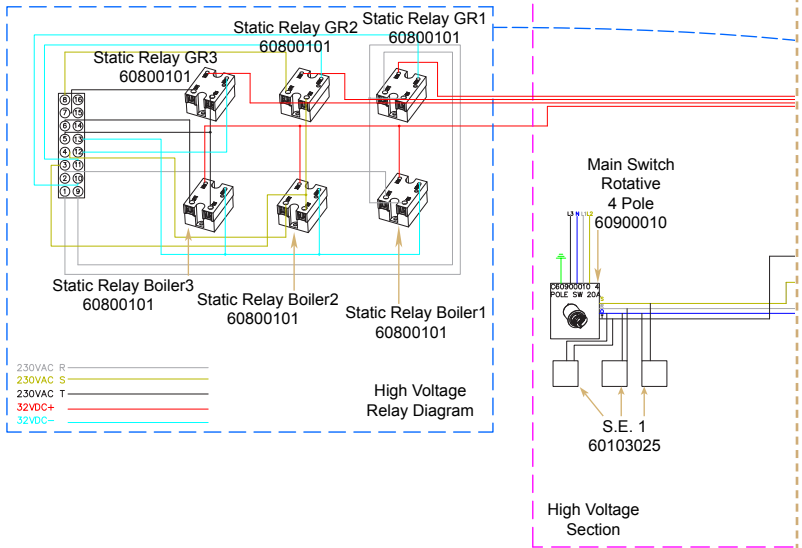 Static Relay GR1
60800101
Static Relay GR2
60800101
Static Relay GR3
60800101
8 16
7 15
6 14
5 13
4 12
3 11
2 10
1 9
Static Relay Boiler3
60800101
Static Relay Boiler2
60800101
Static Relay Boiler1
60800101
230VAC R
230VAC S
230VAC T
32VDC+
32VDC-
High Voltage
Relay Diagram
Main Switch
Rotative
4 Pole
60900010
L3 N L1 L2
060900010 4
POLE SW 20A
S.E. 1
60103025
High Voltage
Section